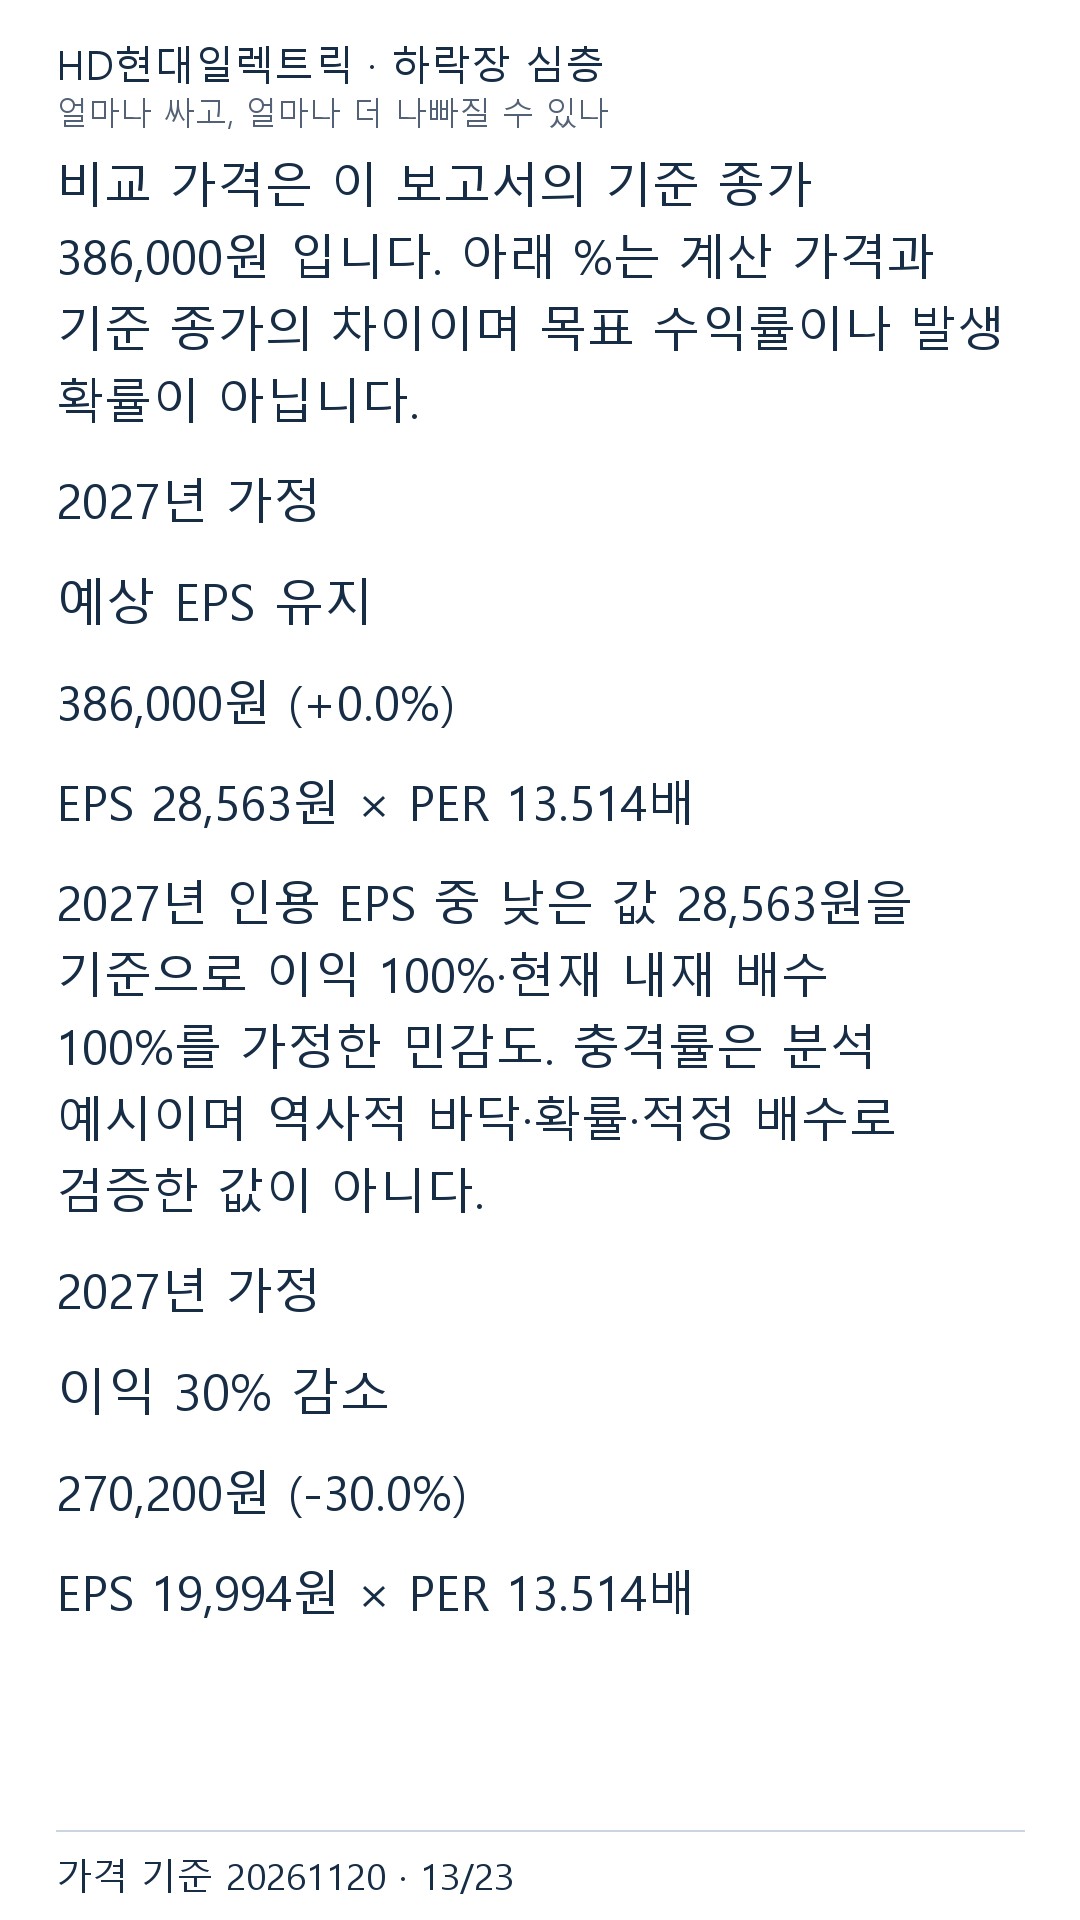 HD현대일렉트릭 · 하락장 심층
얼마나 싸고, 얼마나 더 나빠질 수 있나
비교 가격은 이 보고서의 기준 종가
386,000원 입니다. 아래 %는 계산 가격과
기준 종가의 차이이며 목표 수익률이나 발생
확률이 아닙니다.
2027년 가정
예상 EPS 유지
386,000원 (+0.0%)
EPS 28,563원 × PER 13.514배
2027년 인용 EPS 중 낮은 값 28,563원을
기준으로 이익 100%·현재 내재 배수
100%를 가정한 민감도. 충격률은 분석
예시이며 역사적 바닥·확률·적정 배수로
검증한 값이 아니다.
2027년 가정
이익 30% 감소
270,200원 (-30.0%)
EPS 19,994원 × PER 13.514배
가격 기준 20261120 · 13/23